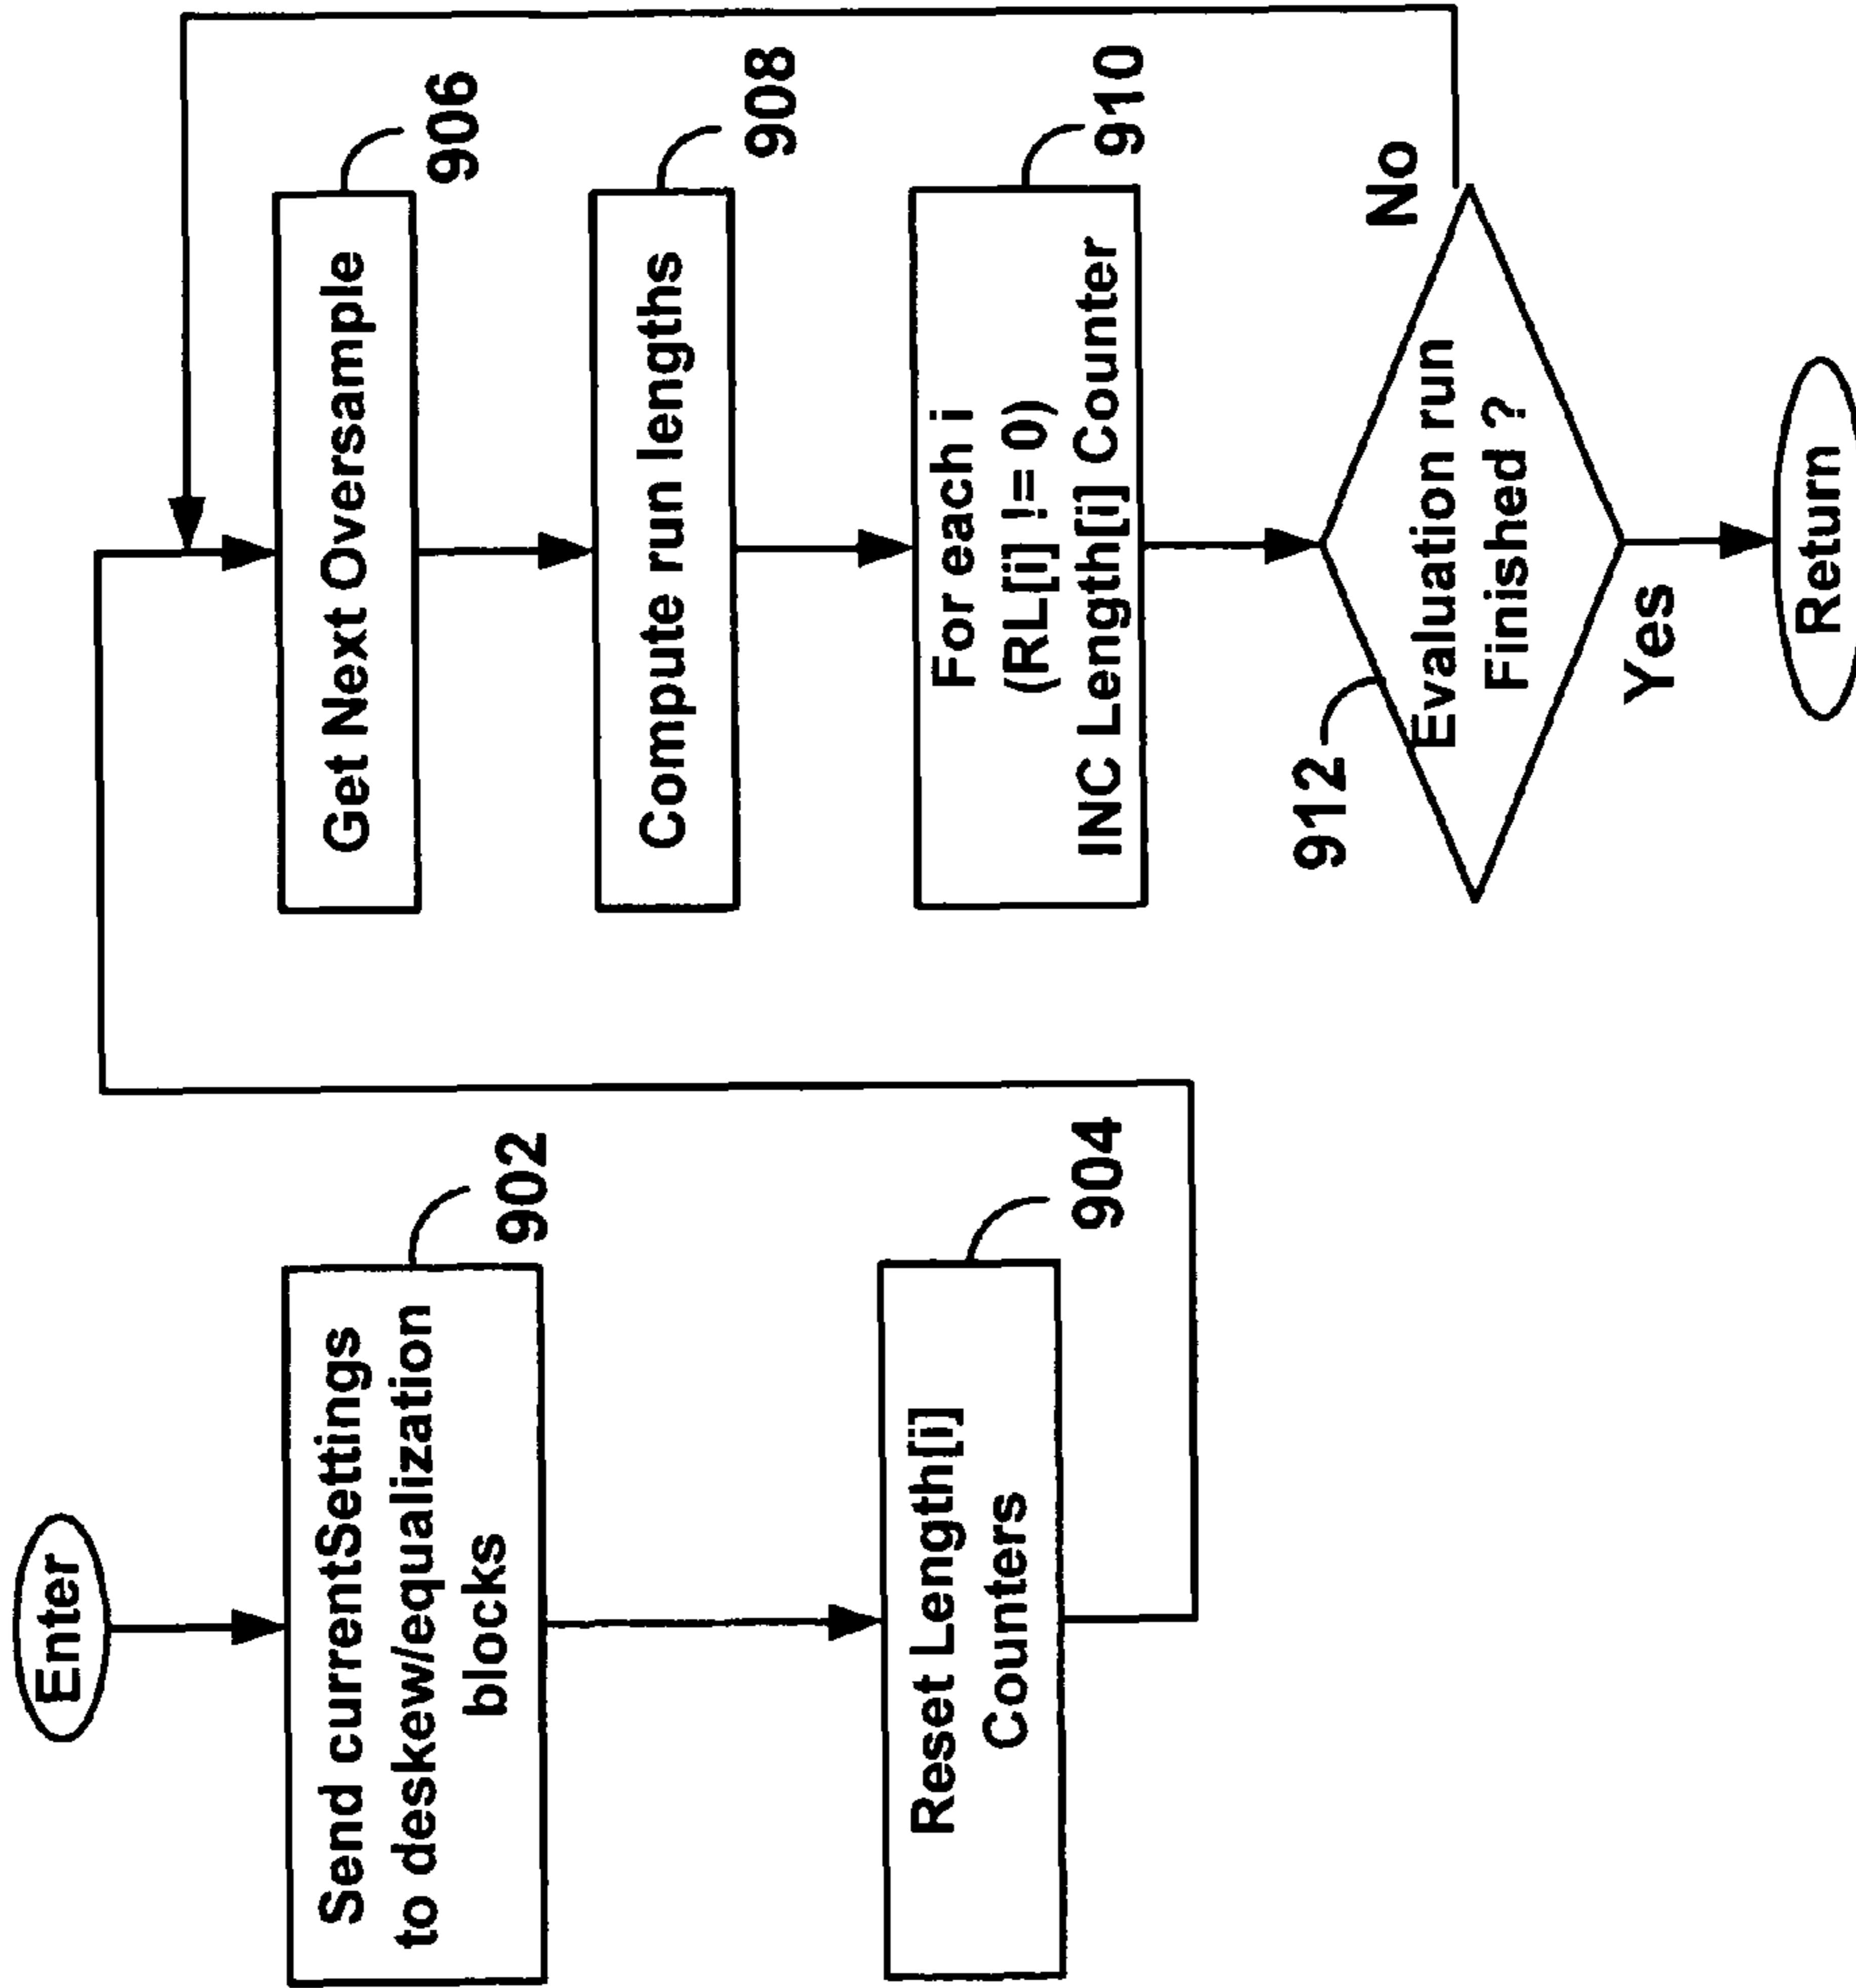 Enter
Send currentSettings
to deskew/equalization
blocks
902
Reset Length[i]
Counters
904
Get Next Oversample
906
Compute run lengths
908
For each i
(RL[i] != 0)
INC Length[i] Counter
910
912
Evaluation run
Finished ?
No
Yes
Return